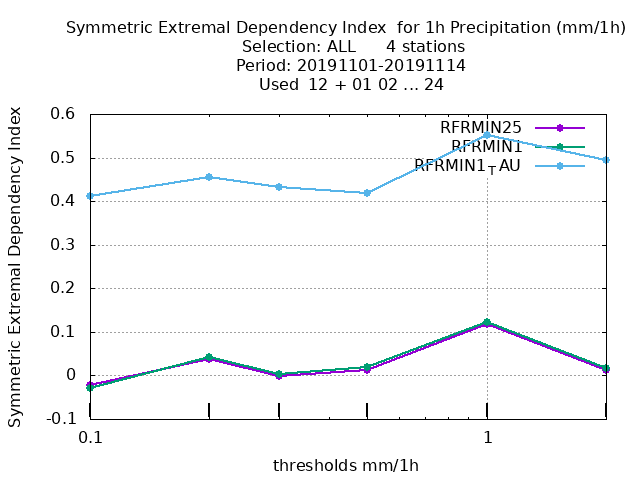 Symmetric Extremal Dependency Index  for 1h Precipitation (mm/1h)
Selection: ALL      4 stations
Period: 20191101-20191114
Used  12 + 01 02 ... 24
RFRMIN25
RFRMIN1
RFRMIN1TAU
0.6
0.5
0.4
0.3
0.2
0.1
0
-0.1
Symmetric Extremal Dependency Index
0.1 1
thresholds mm/1h